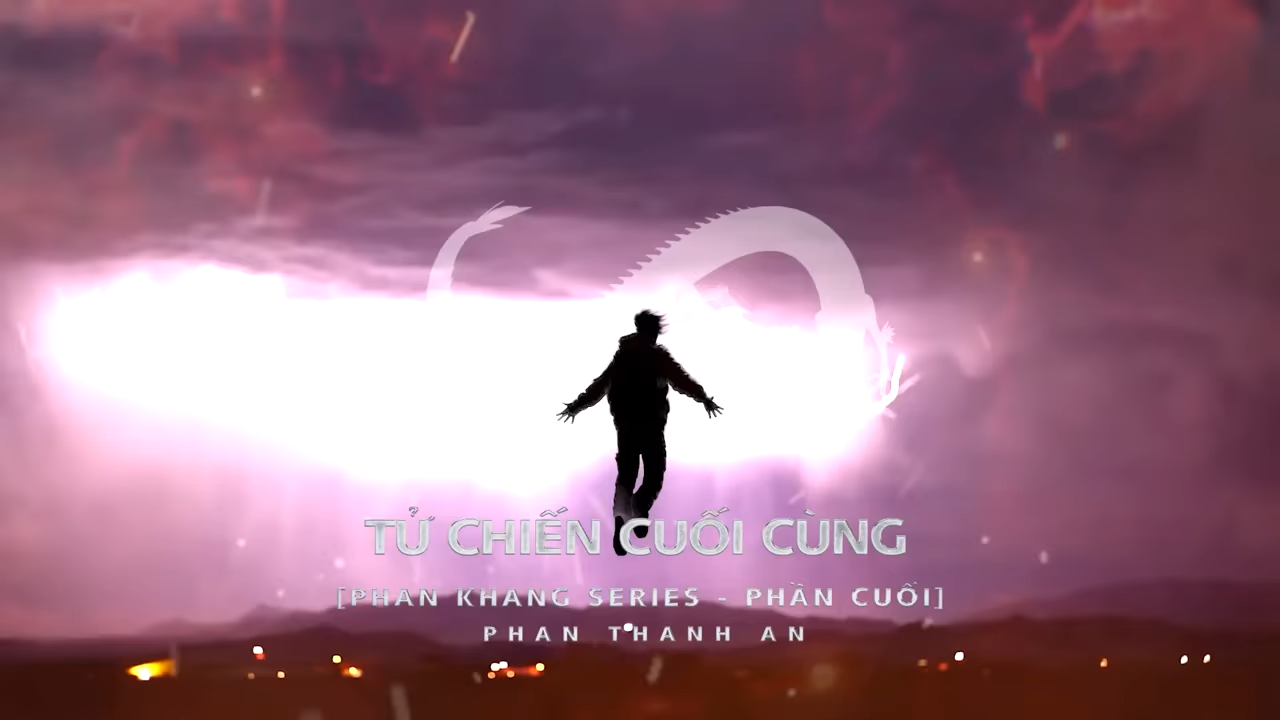 TỬ CHIẾN CUỐI CÙNG
[PHAN KHANG SERIES - PHẦN CUỐI]
PHAN THANH AN